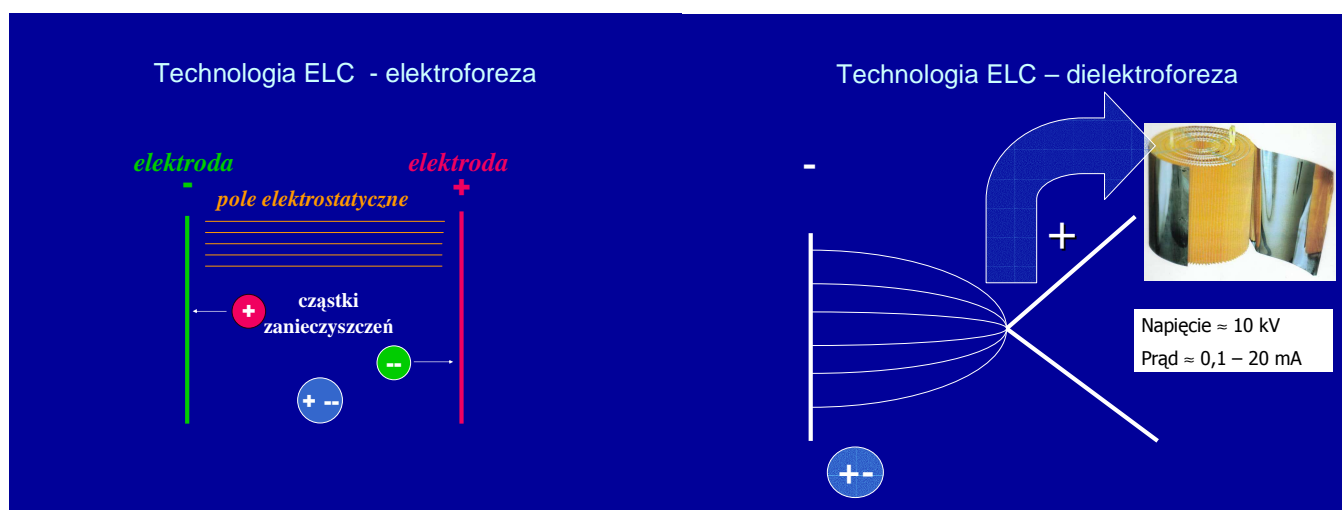 Technologia ELC - elektroforeza
elektroda
-
elektroda
+
pole elektrostatyczne
+
cząstki
zanieczyszczeń
--
+ --
Technologia ELC – dielektroforeza
-
+
Napięcie ≈ 10 kV
Prąd ≈ 0,1 – 20 mA
+-